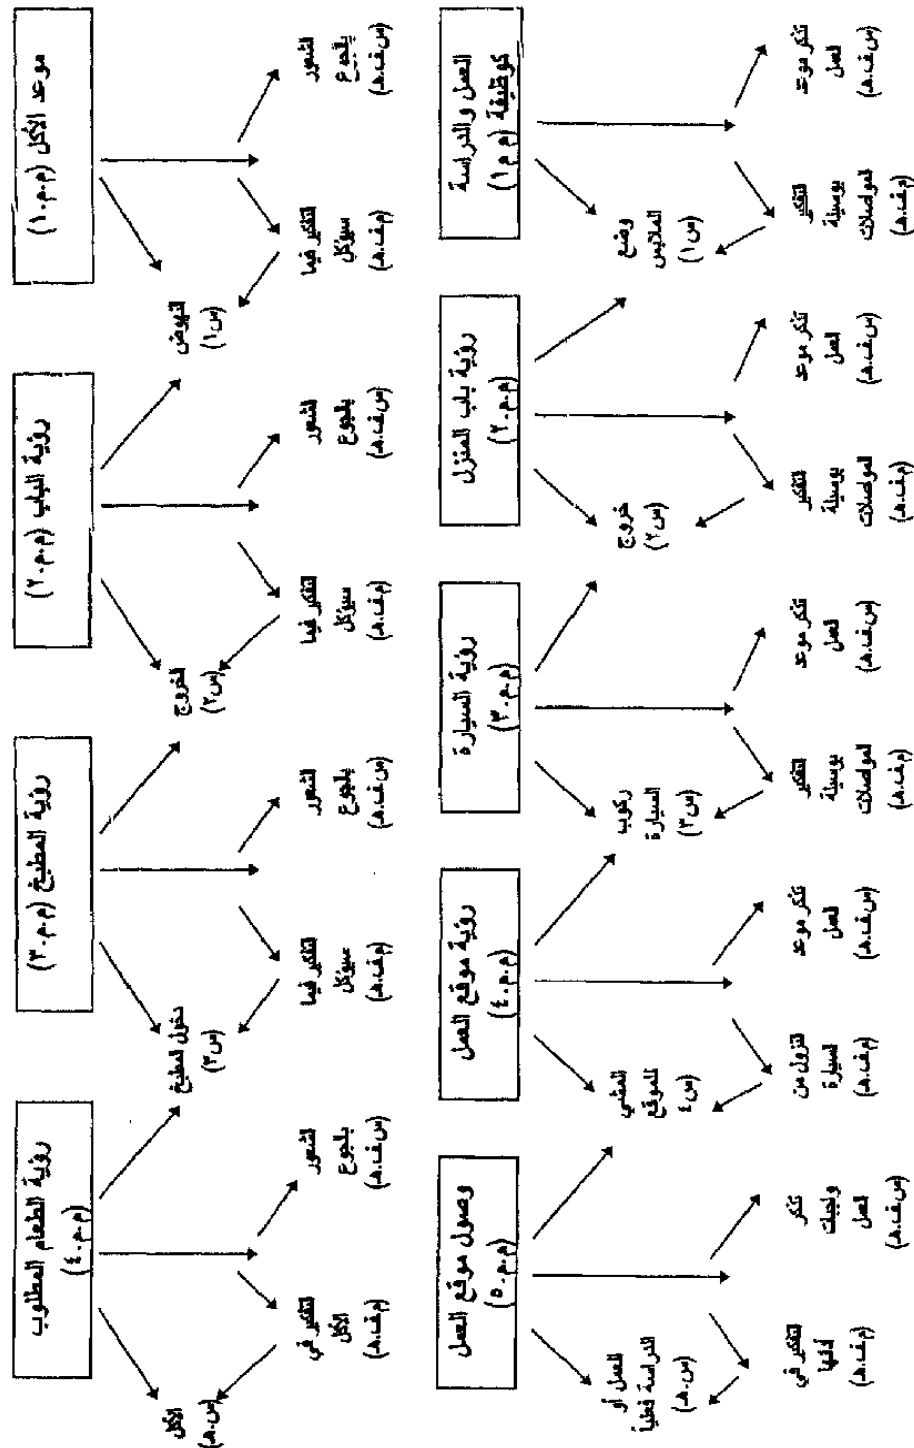 موعد الأكل (م.م.١)
رؤية الباب (م.م.٢)
رؤية المطبخ (م.م.٣)
رؤية الطعام المطلوب
(م.م.٤)
النهوض
(س١)
الخروج
(س٢)
دخول المطبخ
(س٣)
الأكل
(س.هـ)
الشعور
بالجوع
(س.ف.هـ)
التفكير فيما
سيؤكل
(م.ف.هـ)
الشعور
بالجوع
(س.ف.هـ)
التفكير فيما
سيؤكل
(م.ف.هـ)
الشعور
بالجوع
(س.ف.هـ)
التفكير فيما
سيؤكل
(م.ف.هـ)
الشعور
بالجوع
(س.ف.هـ)
التفكير في
الأكل
(م.ف.هـ)
العمل والدراسة
كوظيفة (م م ١)
رؤية باب المنزل
(م.م.٢)
رؤية السيارة
(م.م.٣)
رؤية موقع العمل
(م.م.٤)
وصول موقع العمل
(م.م.٥)
وضع
الملابس
(س١)
خروج
(س٢)
ركوب
السيارة
(س٣)
المشي
للموقع
(س٤
العمل أو
الدراسة فعلياً
(س.هـ)
تذكر موعد
العمل
(س.ف.هـ)
التفكير
بوسيلة
المواصلات
(م.ف.هـ)
تذكر موعد
العمل
(س.ف.هـ)
التفكير
بوسيلة
المواصلات
(م.ف.هـ)
تذكر موعد
العمل
(س.ف.هـ)
التفكير
بوسيلة
المواصلات
(م.ف.هـ)
تذكر موعد
العمل
(س.ف.هـ)
النزول من
السيارة
(م.ف.هـ)
تذكر
واجبات
العمل
(س.ف.هـ)
التفكير في
أدائها
(م.ف.هـ)